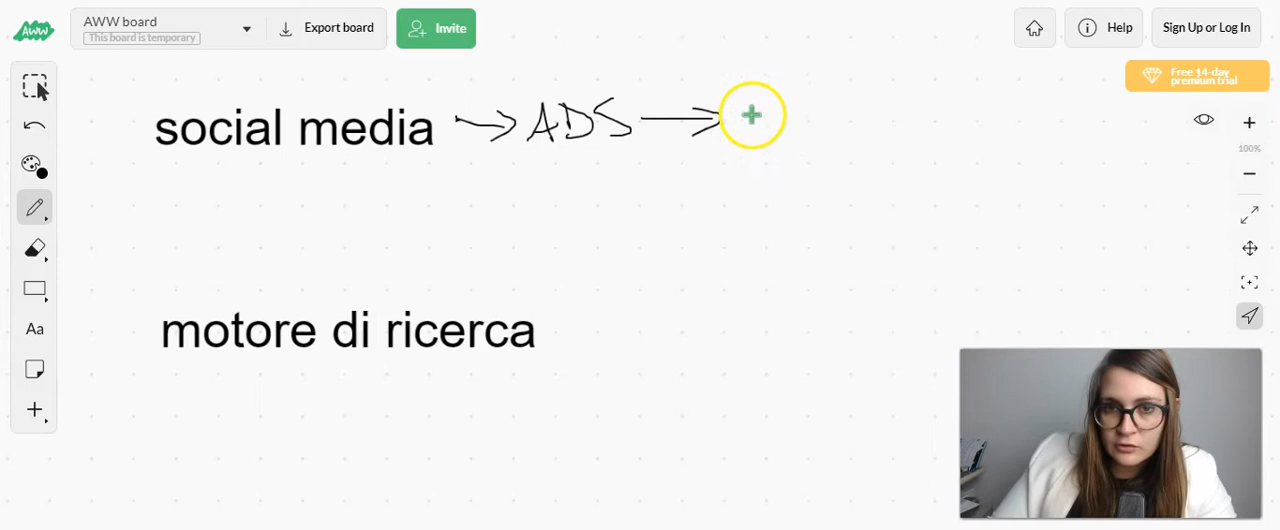 AWW
AWW board
This board is temporary
Export board
Invite
Help
Sign Up or Log In
Free 14-day
premium trial
social media → ADS →
100%
motore di ricerca
Aa